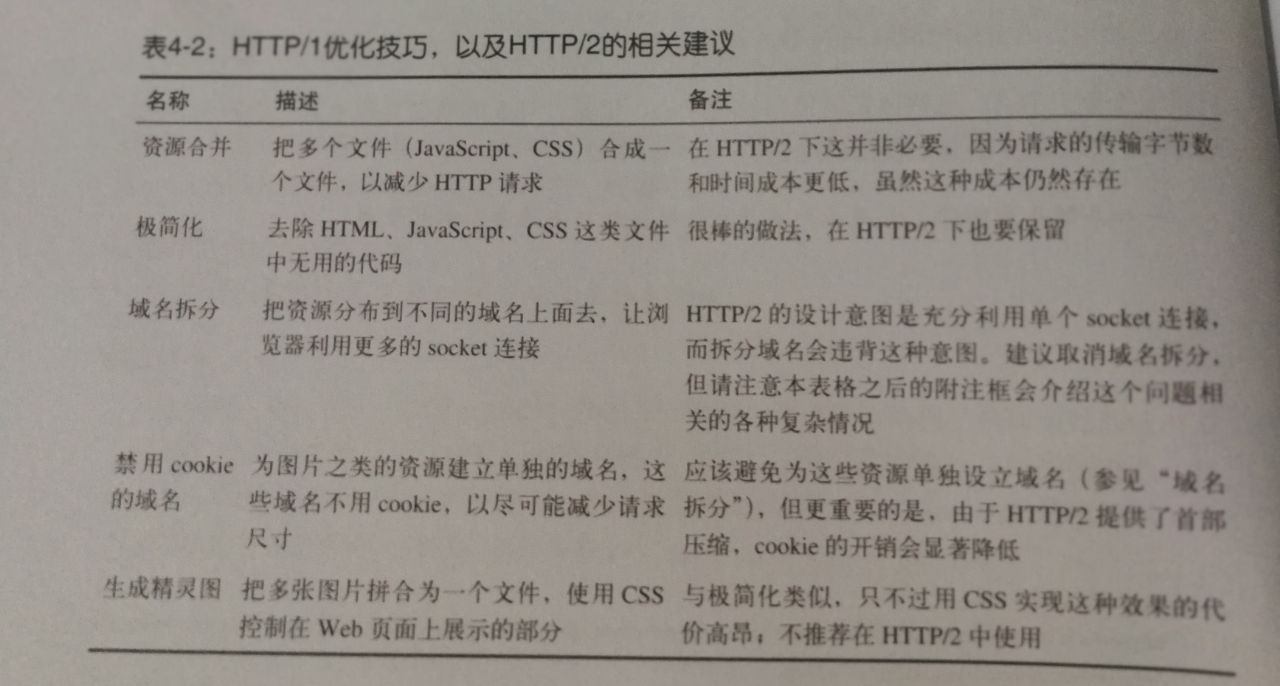 表4-2：HTTP/1优化技巧，以及HTTP/2的相关建议
名称 描述 备注
资源合并 把多个文件（JavaScript、CSS）合成一 在 HTTP/2 下这并非必要，因为请求的传输字节数
个文件，以减少 HTTP 请求 和时间成本更低，虽然这种成本仍然存在
极简化 去除 HTML、JavaScript、CSS 这类文件 很棒的做法，在 HTTP/2 下也要保留
中无用的代码
域名拆分 把资源分布到不同的域名上面去，让浏 HTTP/2 的设计意图是充分利用单个 socket 连接，
览器利用更多的 socket 连接 而拆分域名会违背这种意图。建议取消域名拆分，
但请注意本表格之后的附注框会介绍这个问题相
关的各种复杂情况
禁用 cookie 为图片之类的资源建立单独的域名，这 应该避免为这些资源单独设立域名（参见“域名
的域名 些域名不用 cookie，以尽可能减少请求 拆分”），但更重要的是，由于 HTTP/2 提供了首部
尺寸 压缩，cookie 的开销会显著降低
生成精灵图 把多张图片拼合为一个文件，使用 CSS 与极简化类似，只不过用 CSS 实现这种效果的代
控制在 Web 页面上展示的部分 价高昂；不推荐在 HTTP/2 中使用